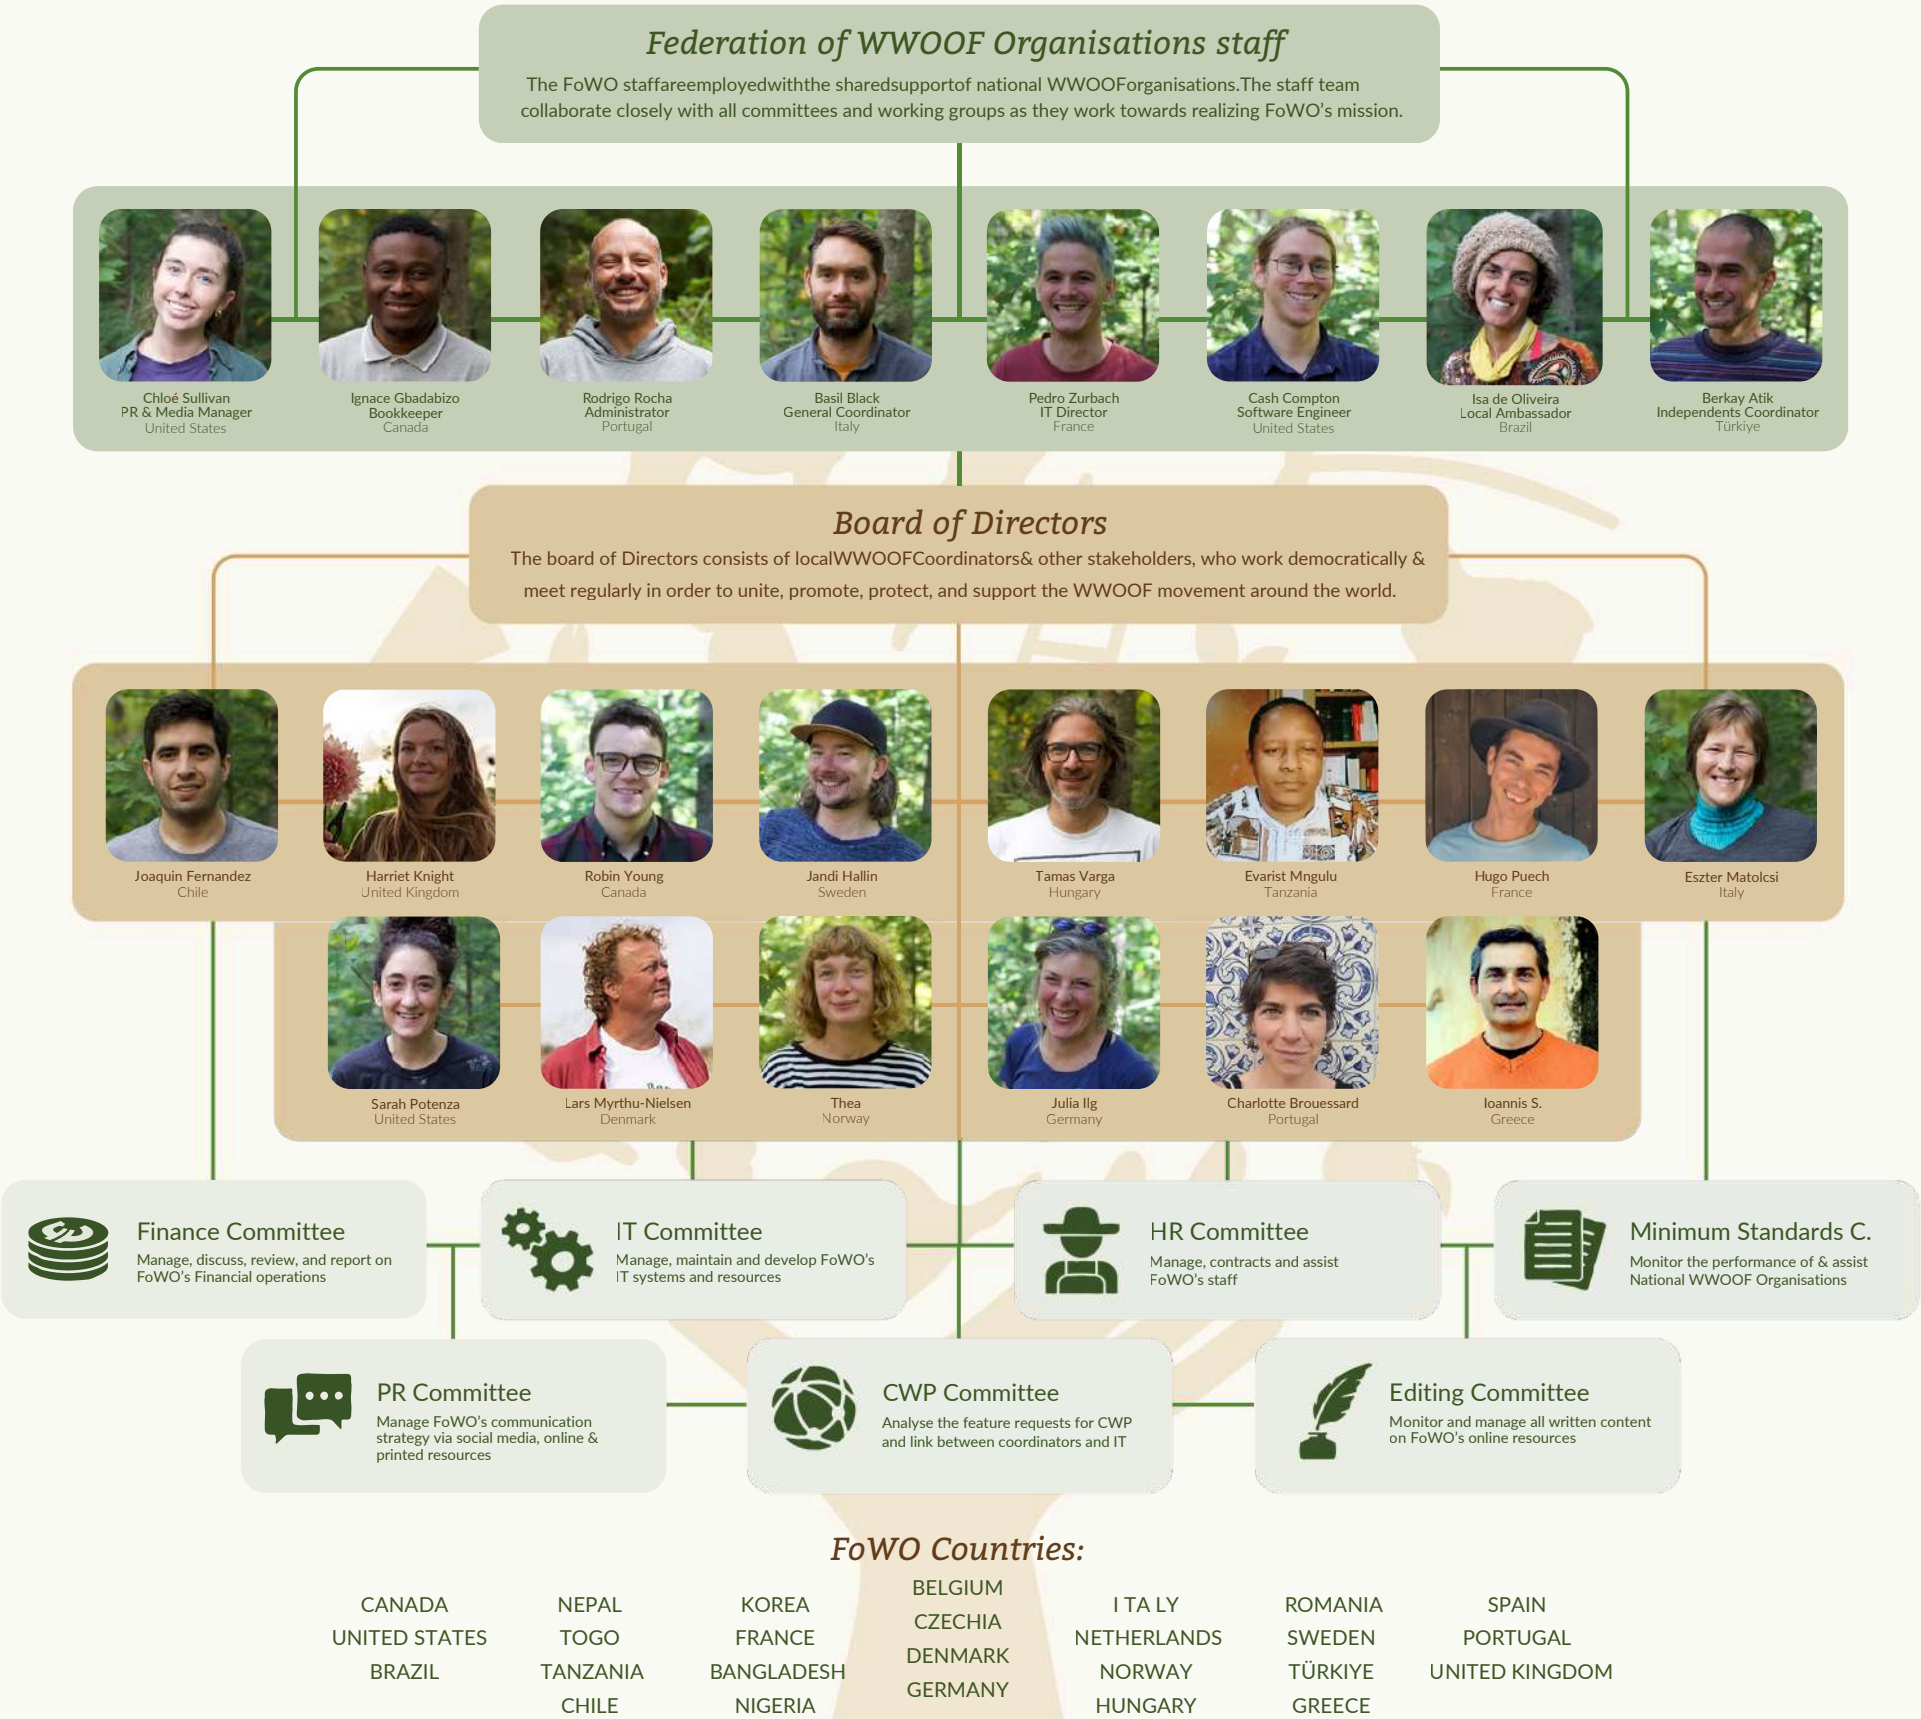 Federation of WWOOF Organisations staff
The FoWO staffareemployedwiththe sharedsupportof national WWOOForganisations.The staff team
collaborate closely with all committees and working groups as they work towards realizing FoWO's mission.
Chloé Sullivan
PR & Media Manager
United States
Ignace Gbadabizo
Bookkeeper
Canada
Rodrigo Rocha
Administrator
Portugal
Basil Black
General Coordinator
Italy
Pedro Zurbach
IT Director
France
Cash Compton
Software Engineer
United States
Isa de Oliveira
Local Ambassador
Brazil
Berkay Atik
Independents Coordinator
Türkiye
Board of Directors
The board of Directors consists of localWWOOFCoordinators& other stakeholders, who work democratically &
meet regularly in order to unite, promote, protect, and support the WWOOF movement around the world.
Joaquin Fernandez
Chile
Harriet Knight
United Kingdom
Robin Young
Canada
Jandi Hallin
Sweden
Tamas Varga
Hungary
Evarist Mngulu
Tanzania
Hugo Puech
France
Eszter Matolcsi
Italy
Sarah Potenza
United States
Lars Myrthu-Nielsen
Denmark
Thea
Norway
Julia Ilg
Germany
Charlotte Brouessard
Portugal
Ioannis S.
Greece
Finance Committee
Manage, discuss, review, and report on
FoWO's Financial operations
IT Committee
Manage, maintain and develop FoWO's
IT systems and resources
HR Committee
Manage, contracts and assist
FoWO's staff
Minimum Standards C.
Monitor the performance of & assist
National WWOOF Organisations
PR Committee
Manage FoWO's communication
strategy via social media, online &
printed resources
CWP Committee
Analyse the feature requests for CWP
and link between coordinators and IT
Editing Committee
Monitor and manage all written content
on FoWO's online resources
FoWO Countries:
CANADA
UNITED STATES
BRAZIL
NEPAL
TOGO
TANZANIA
CHILE
KOREA
FRANCE
BANGLADESH
NIGERIA
BELGIUM
CZECHIA
DENMARK
GERMANY
I TA LY
NETHERLANDS
NORWAY
HUNGARY
ROMANIA
SWEDEN
TÜRKIYE
GREECE
SPAIN
PORTUGAL
UNITED KINGDOM